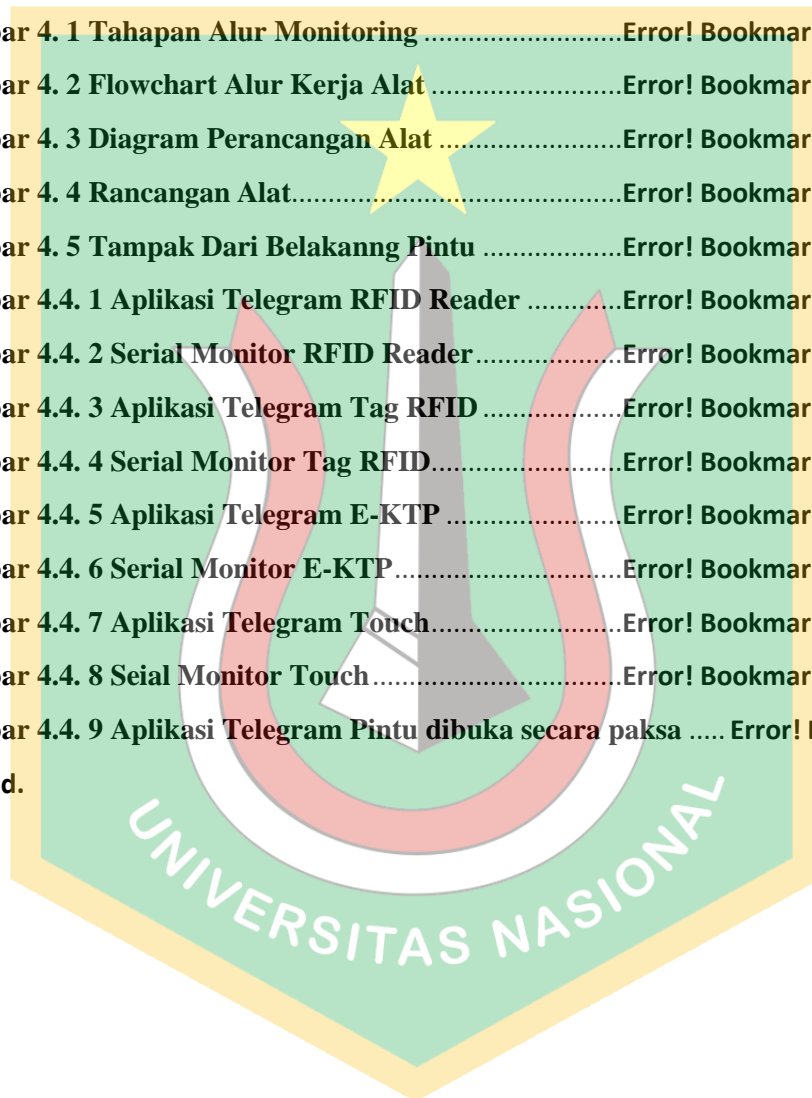 ar 4. 1 Tahapan Alur Monitoring ............................Error! Bookmar
ar 4. 2 Flowchart Alur Kerja Alat ...........................Error! Bookmar
ar 4. 3 Diagram Perancangan Alat ..........................Error! Bookmar
ar 4. 4 Rancangan Alat................................................Error! Bookmar
ar 4. 5 Tampak Dari Belakanng Pintu ....................Error! Bookmar
ar 4.4. 1 Aplikasi Telegram RFID Reader .............Error! Bookmar
ar 4.4. 2 Serial Monitor RFID Reader.....................Error! Bookmar
ar 4.4. 3 Aplikasi Telegram Tag RFID ....................Error! Bookmar
ar 4.4. 4 Serial Monitor Tag RFID...........................Error! Bookmar
ar 4.4. 5 Aplikasi Telegram E-KTP .........................Error! Bookmar
ar 4.4. 6 Serial Monitor E-KTP................................Error! Bookmar
ar 4.4. 7 Aplikasi Telegram Touch...........................Error! Bookmar
ar 4.4. 8 Seial Monitor Touch...................................Error! Bookmar
ar 4.4. 9 Aplikasi Telegram Pintu dibuka secara paksa ..... Error!
d.
UNIVERSITAS NASIONAL